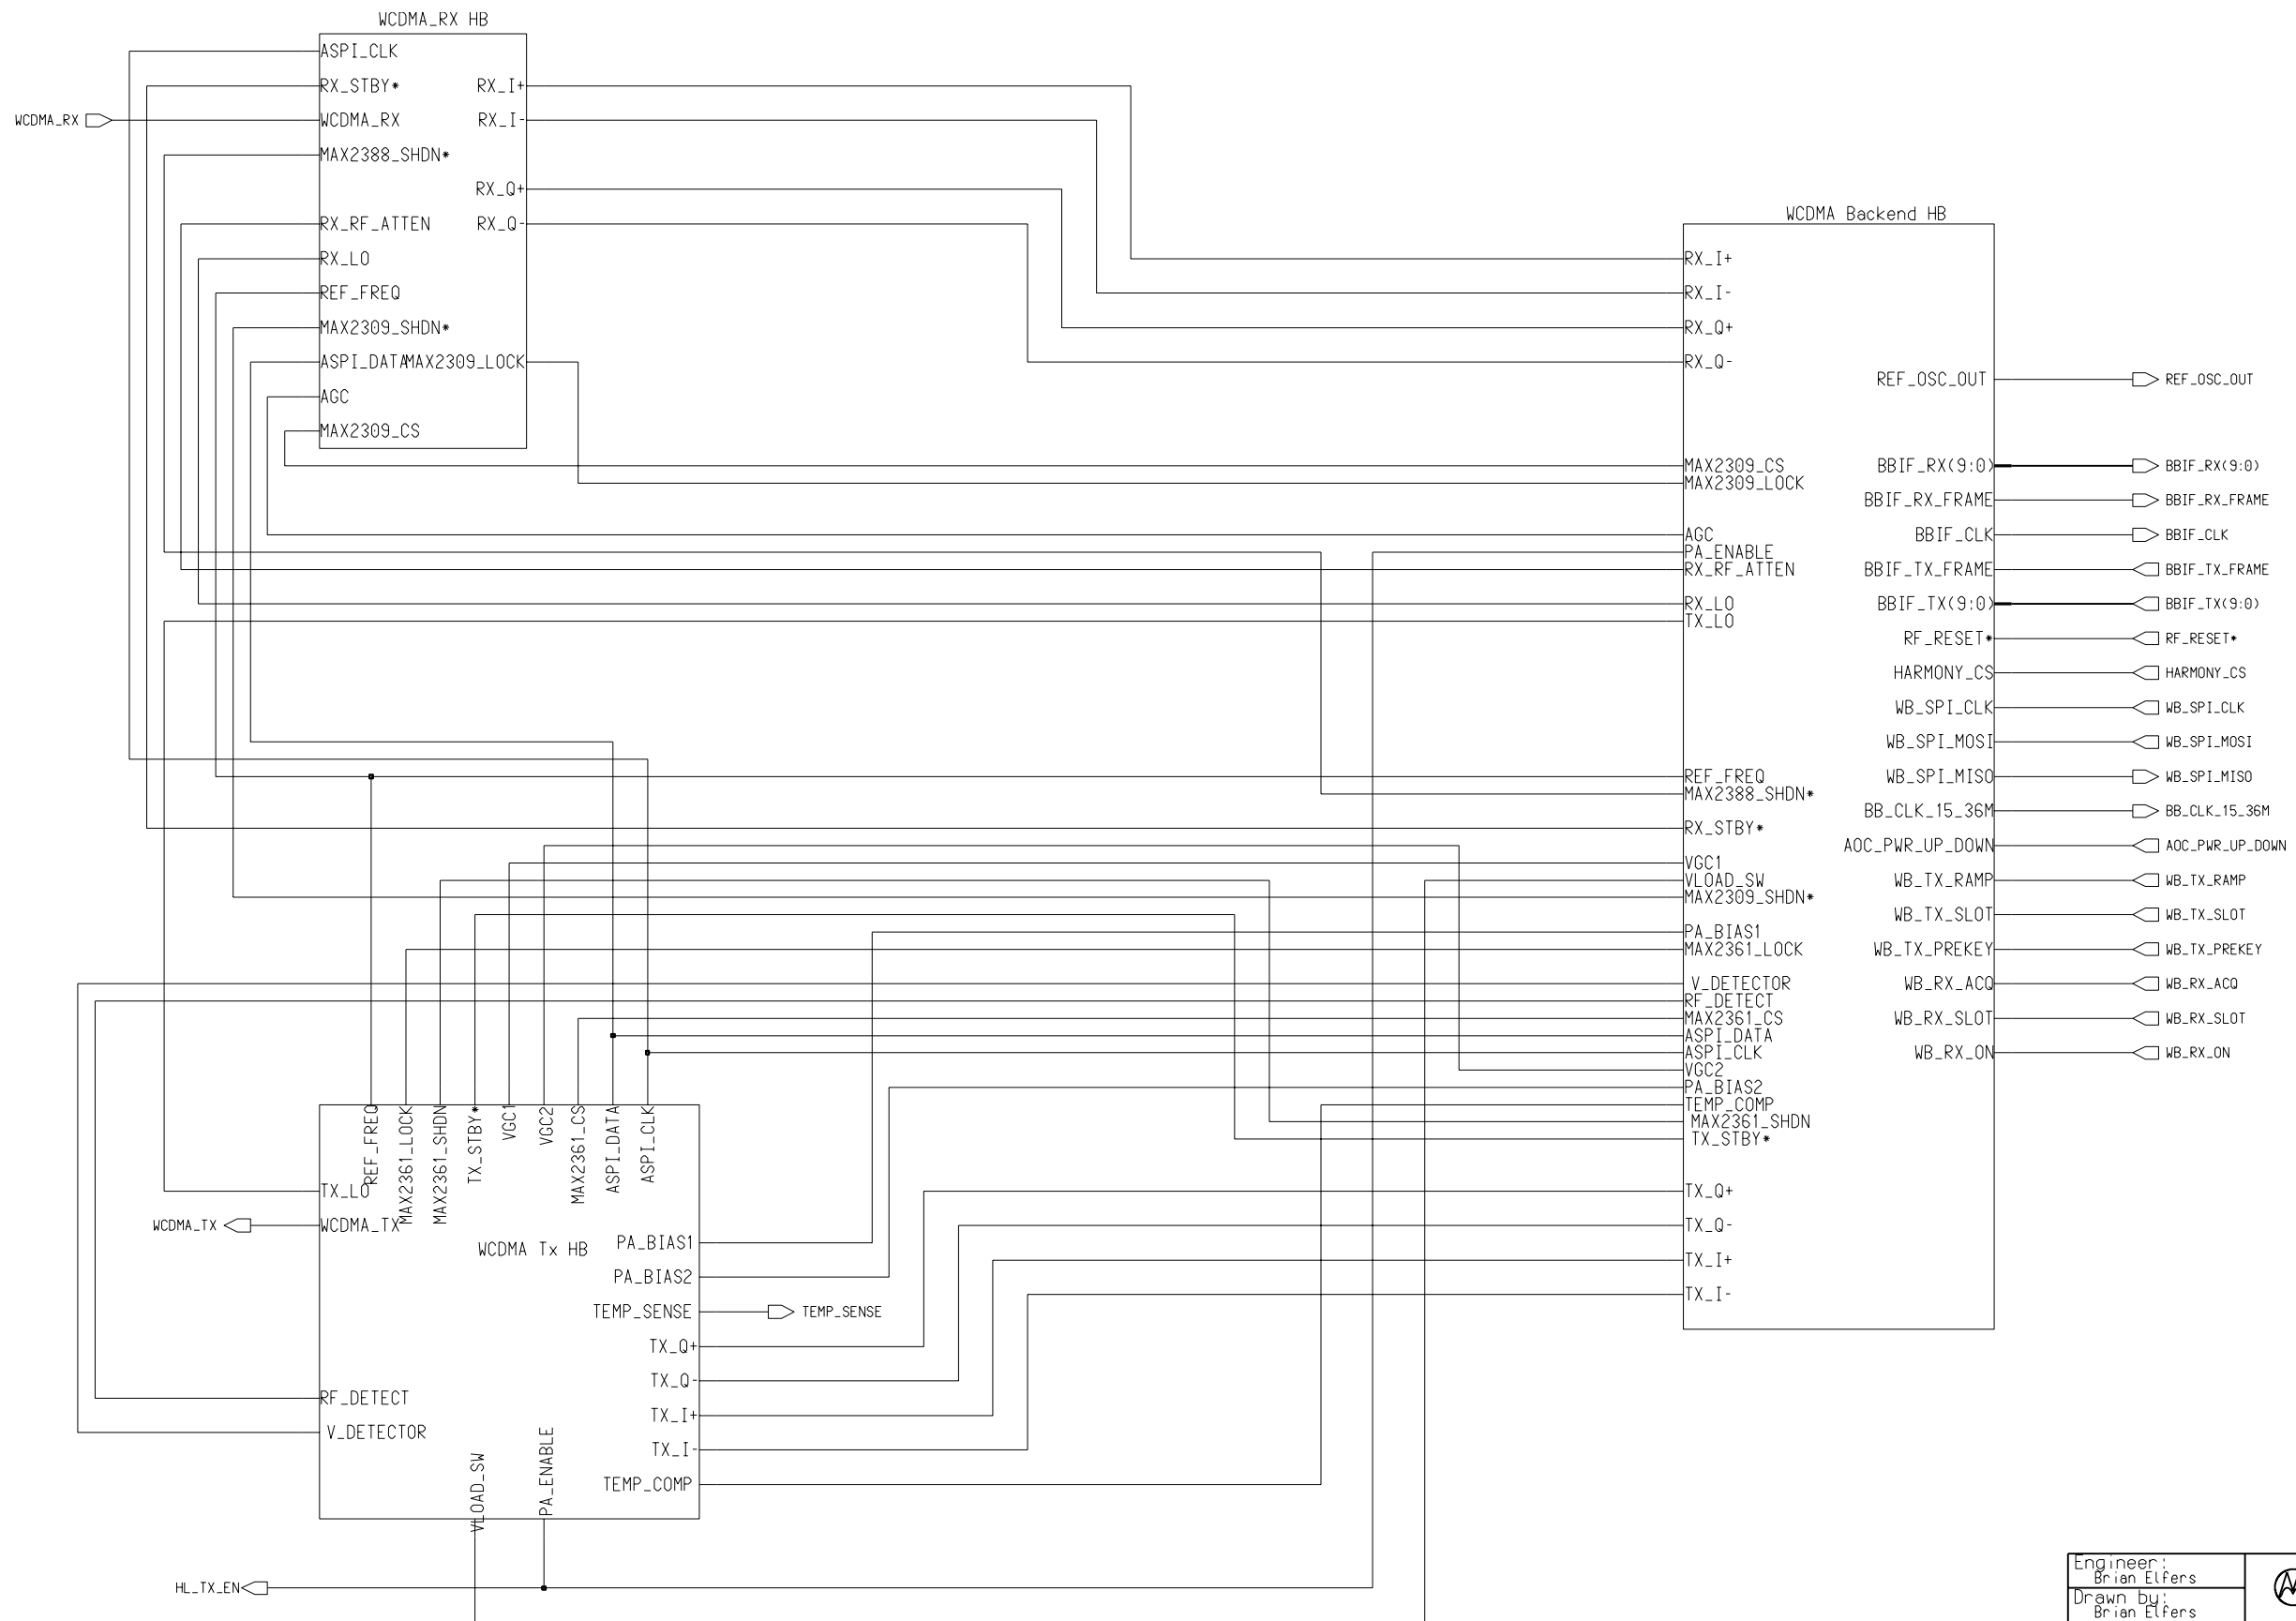 WCDMA_RX HB
ASPI_CLK
RX_STBY*
RX_I+
WCDMA_RX
WCDMA_RX
RX_I-
MAX2388_SHDN*
RX_Q+
RX_RF_ATTEN
RX_Q-
RX_LO
REF_FREQ
MAX2309_SHDN*
ASPI_DATA
MAX2309_LOCK
AGC
MAX2309_CS
WCDMA Backend HB
RX_I+
RX_I-
RX_Q+
RX_Q-
MAX2309_CS
MAX2309_LOCK
AGC
PA_ENABLE
RX_RF_ATTEN
RX_LO
TX_LO
REF_FREQ
MAX2388_SHDN*
RX_STBY*
VGC1
VLOAD_SW
MAX2309_SHDN*
PA_BIAS1
MAX2361_LOCK
V_DETECTOR
RF_DETECT
MAX2361_CS
ASPI_DATA
ASPI_CLK
VGC2
PA_BIAS2
TEMP_COMP
MAX2361_SHDN
TX_STBY*
TX_Q+
TX_Q-
TX_I+
TX_I-
REF_OSC_OUT
REF_OSC_OUT
BBIF_RX(9:0)
BBIF_RX(9:0)
BBIF_RX_FRAME
BBIF_RX_FRAME
BBIF_CLK
BBIF_CLK
BBIF_TX_FRAME
BBIF_TX_FRAME
BBIF_TX(9:0)
BBIF_TX(9:0)
RF_RESET*
RF_RESET*
HARMONY_CS
HARMONY_CS
WB_SPI_CLK
WB_SPI_CLK
WB_SPI_MOSI
WB_SPI_MOSI
WB_SPI_MISO
WB_SPI_MISO
BB_CLK_15_36M
BB_CLK_15_36M
AOC_PWR_UP_DOWN
AOC_PWR_UP_DOWN
WB_TX_RAMP
WB_TX_RAMP
WB_TX_SLOT
WB_TX_SLOT
WB_TX_PREKEY
WB_TX_PREKEY
WB_RX_ACQ
WB_RX_ACQ
WB_RX_SLOT
WB_RX_SLOT
WB_RX_ON
WB_RX_ON
REF_FREQ
MAX2361_LOCK
MAX2361_SHDN
TX_STBY*
VGC1
VGC2
MAX2361_CS
ASPI_DATA
ASPI_CLK
TX_LO
WCDMA_TX
WCDMA_TX
WCDMA Tx HB
PA_BIAS1
PA_BIAS2
TEMP_SENSE
TEMP_SENSE
TX_Q+
TX_Q-
RF_DETECT
TX_I+
V_DETECTOR
TX_I-
TEMP_COMP
VLOAD_SW
PA_ENABLE
HL_TX_EN
Engineer:
Brian Elfers
Drawn by:
Brian Elfers